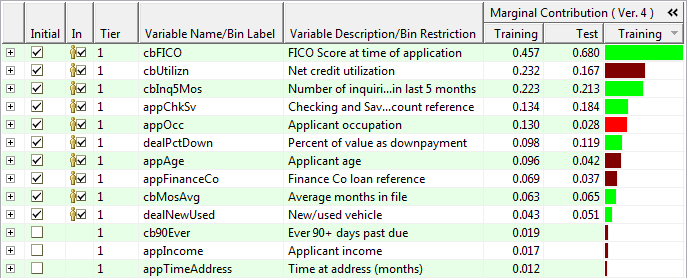 Marginal Contribution ( Ver. 4 )
Initial In Tier Variable Name/Bin Label Variable Description/Bin Restriction Training Test Training
1 cbFICO FICO Score at time of application 0.457 0.680
1 cbUtilizn Net credit utilization 0.232 0.167
1 cbInq5Mos Number of inquiri...in last 5 months 0.223 0.213
1 appChkSv Checking and Sav...count reference 0.134 0.184
1 appOcc Applicant occupation 0.130 0.028
1 dealPctDown Percent of value as downpayment 0.098 0.119
1 appAge Applicant age 0.096 0.042
1 appFinanceCo Finance Co loan reference 0.069 0.037
1 cbMosAvg Average months in file 0.063 0.065
1 dealNewUsed New/used vehicle 0.043 0.051
1 cb90Ever Ever 90+ days past due 0.019
1 appIncome Applicant income 0.017
1 appTimeAddress Time at address (months) 0.012